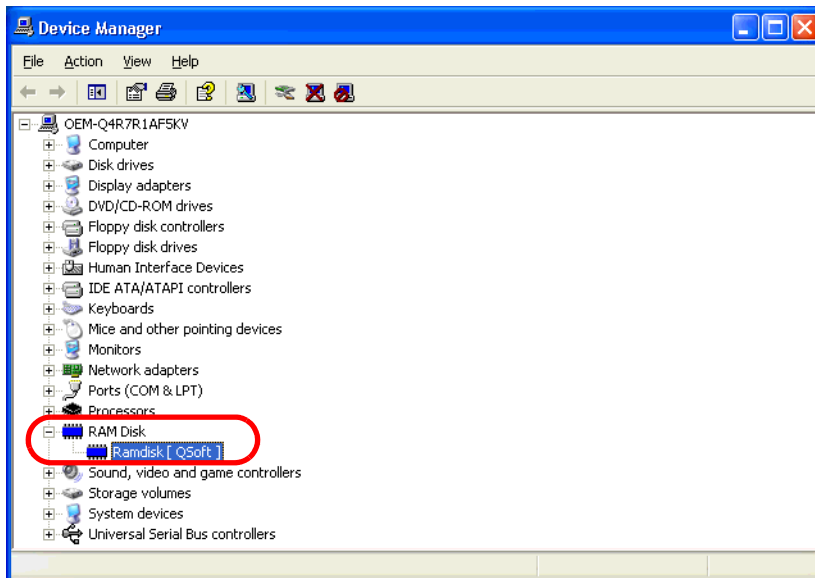 Device Manager
File Action View Help
OEM-Q4R7R1AF5KV
Computer
Disk drives
Display adapters
DVD/CD-ROM drives
Floppy disk controllers
Floppy disk drives
Human Interface Devices
IDE ATA/ATAPI controllers
Keyboards
Mice and other pointing devices
Monitors
Network adapters
Ports (COM & LPT)
Processors
RAM Disk
Ramdisk [ QSoft ]
Sound, video and game controllers
Storage volumes
System devices
Universal Serial Bus controllers